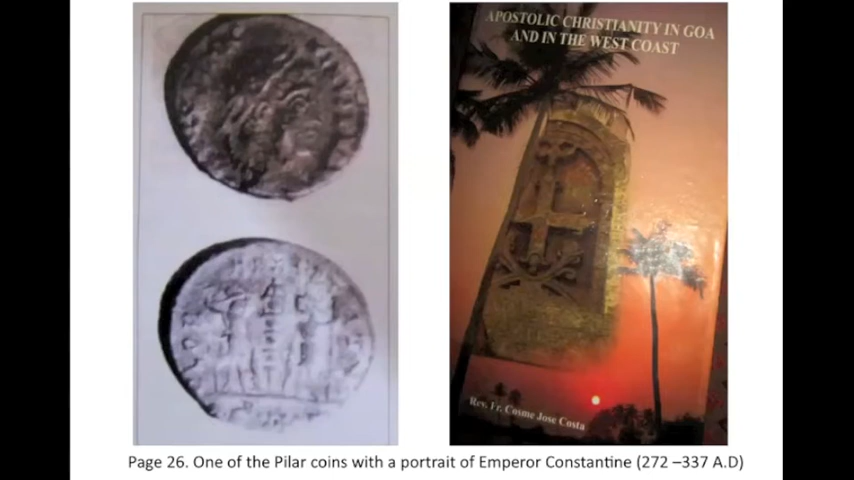 APOSTOLIC CHRISTIANITY IN GOA
AND IN THE WEST COAST
Rev. Fr. Cosme Jose Costa
Page 26. One of the Pilar coins with a portrait of Emperor Constantine (272 –337 A.D)